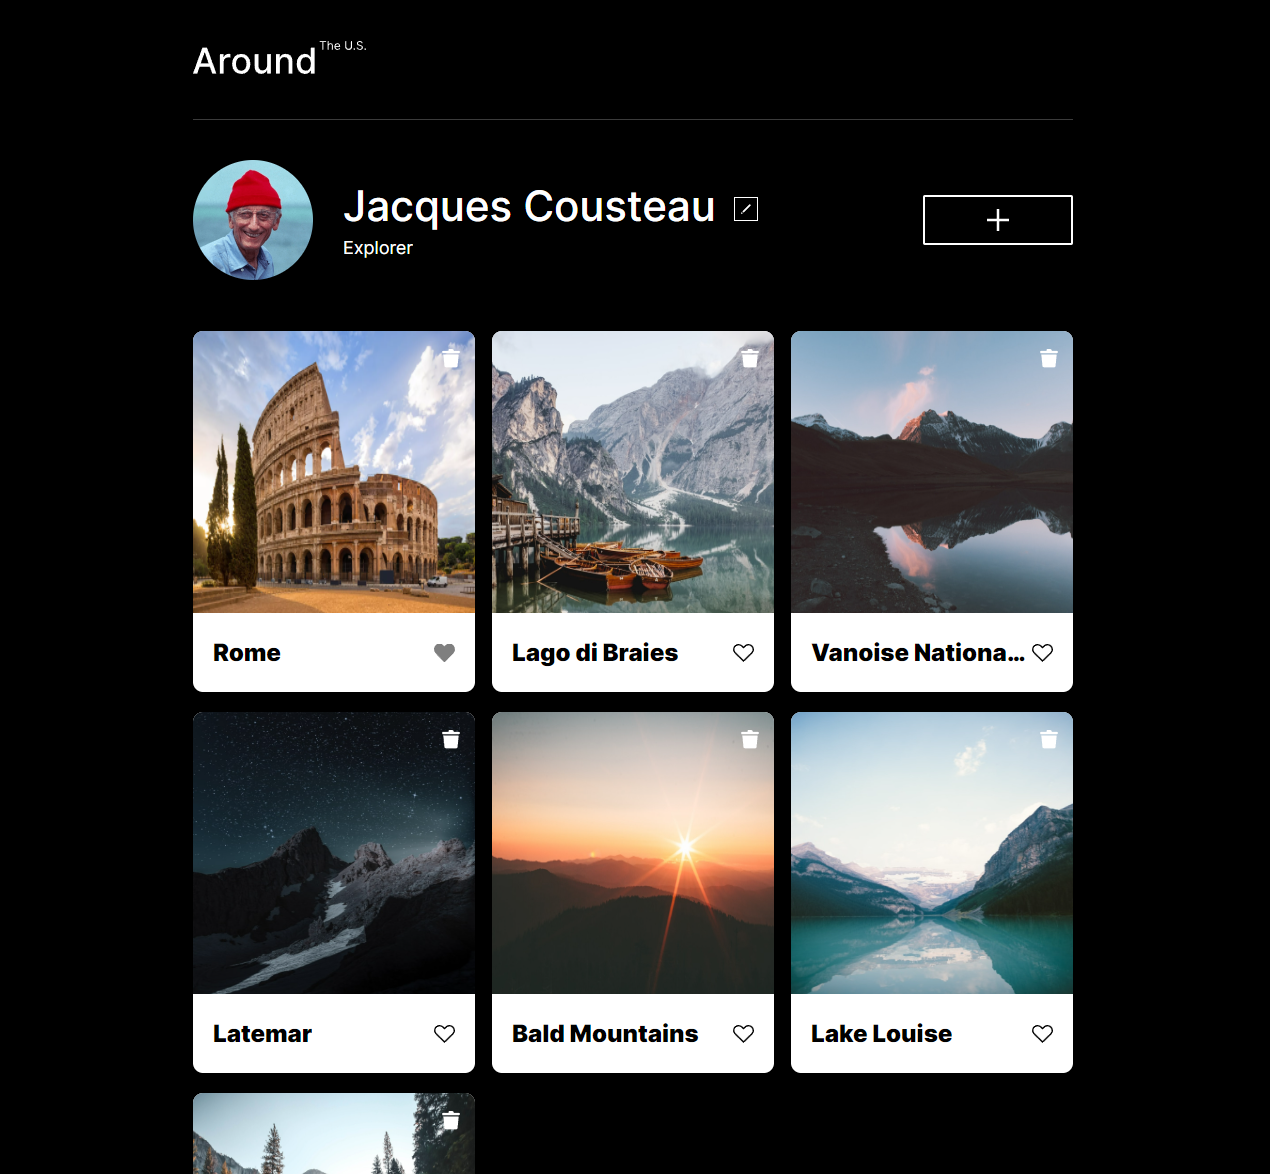 Around The U.S.
Jacques Cousteau
Explorer
Rome
Lago di Braies
Vanoise Nationa...
Latemar
Bald Mountains
Lake Louise